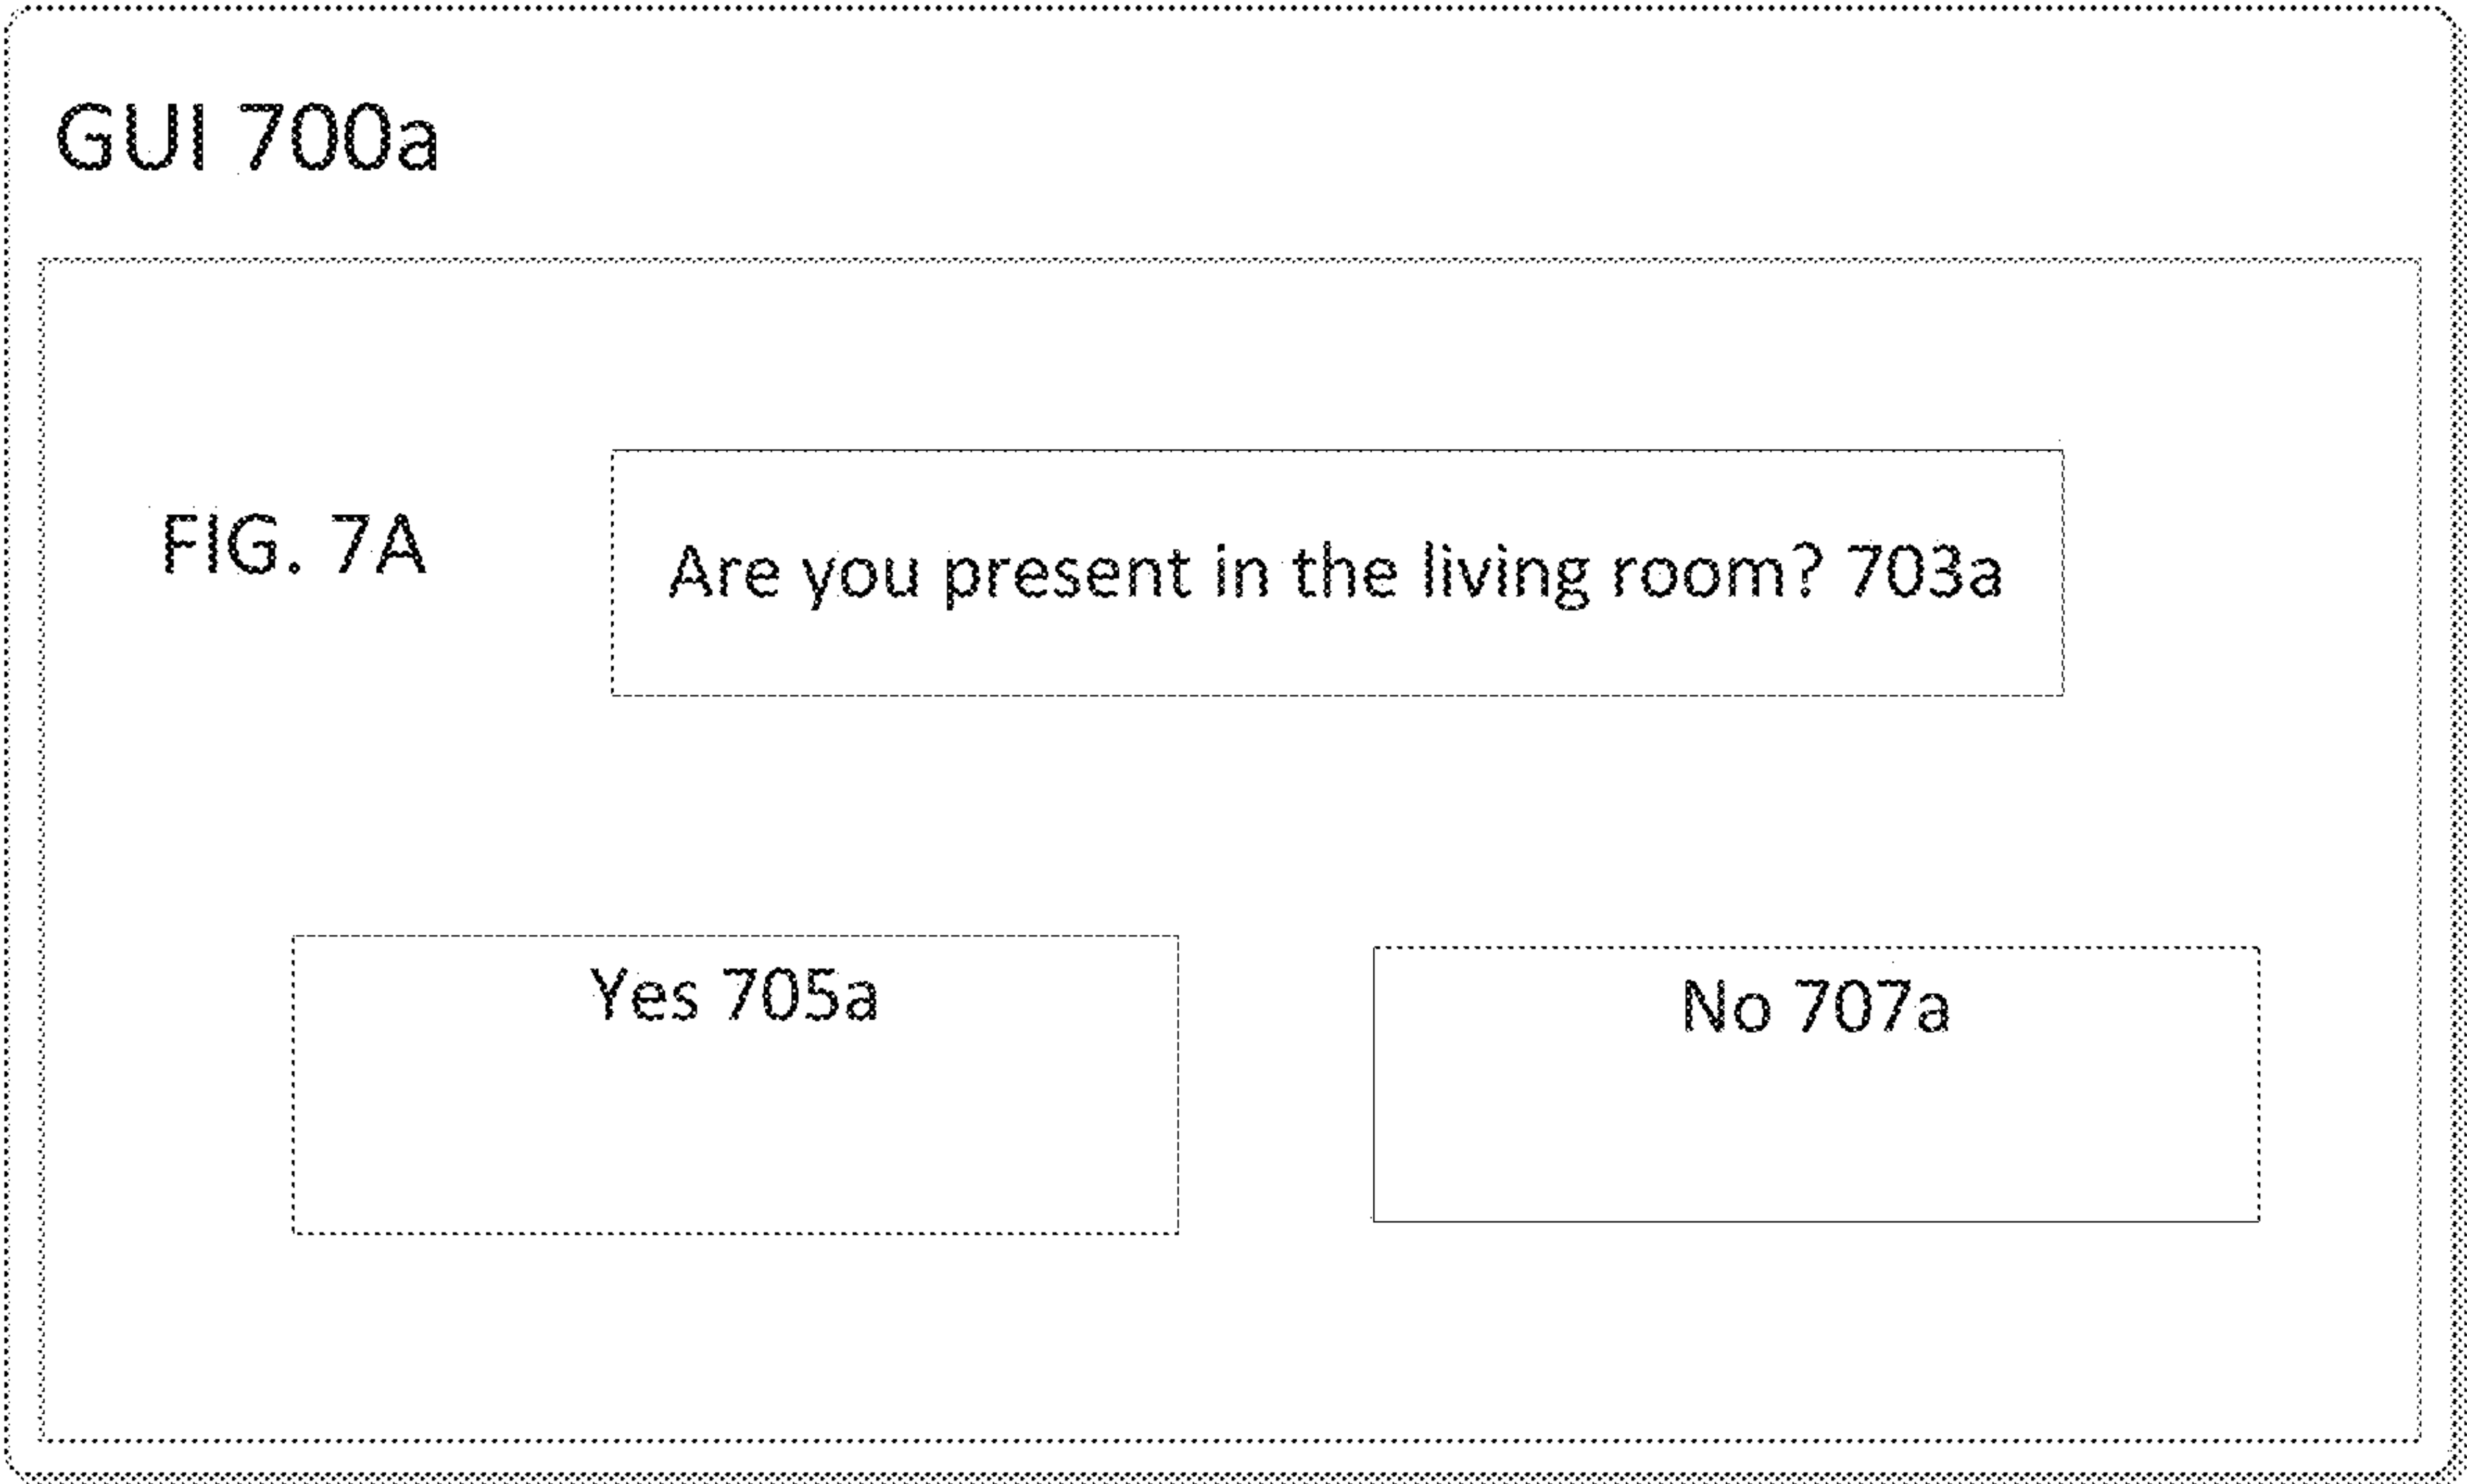 GUI 700a
FIG. 7A
Are you present in the living room? 703a
Yes 705a
No 707a